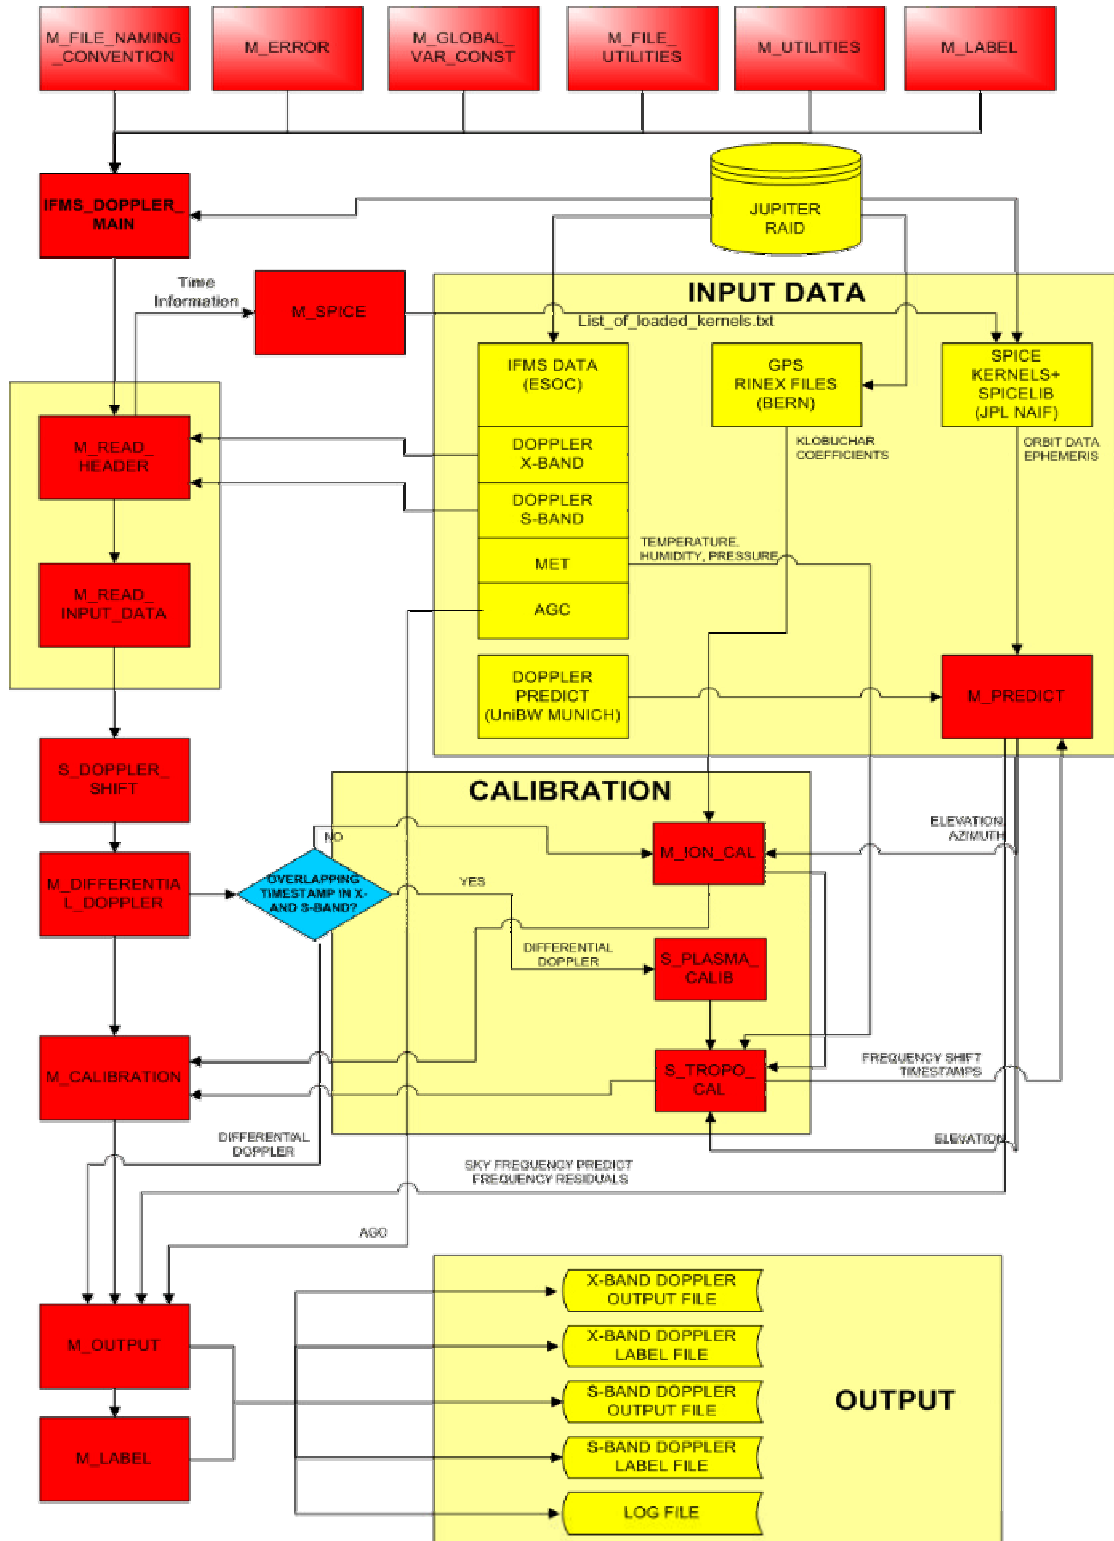 M_FILE_NAMING
_CONVENTION
M_ERROR
M_GLOBAL_
VAR_CONST
M_FILE_
UTILITIES
M_UTILITIES
M_LABEL
IFMS_DOPPLER_
MAIN
JUPITER
RAID
Time
Information
M_SPICE
INPUT DATA
List_of_loaded_kernels.txt
IFMS DATA
(ESOC)
GPS
RINEX FILES
(BERN)
SPICE
KERNELS+
SPICELIB
(JPL NAIF)
M_READ_
HEADER
DOPPLER
X-BAND
KLOBUCHAR
COEFFICIENTS
ORBIT DATA
EPHEMERIS
DOPPLER
S-BAND
TEMPERATURE,
HUMIDITY, PRESSURE
MET
M_READ_
INPUT_DATA
AGC
DOPPLER
PREDICT
(UniBW MUNICH)
M_PREDICT
S_DOPPLER_
SHIFT
CALIBRATION
NO
M_ION_CAL
ELEVATION,
AZIMUTH
M_DIFFERENTIA
L_DOPPLER
OVERLAPPING
TIMESTAMP IN X-
AND S-BAND?
YES
DIFFERENTIAL
DOPPLER
S_PLASMA_
CALIB
M_CALIBRATION
S_TROPO_
CAL
FREQUENCY SHIFT
TIMESTAMPS
DIFFERENTIAL
DOPPLER
ELEVATION
SKY FREQUENCY PREDICT
FREQUENCY RESIDUALS
AGC
X-BAND DOPPLER
OUTPUT FILE
M_OUTPUT
X-BAND DOPPLER
LABEL FILE
S-BAND DOPPLER
OUTPUT FILE
OUTPUT
M_LABEL
S-BAND DOPPLER
LABEL FILE
LOG FILE